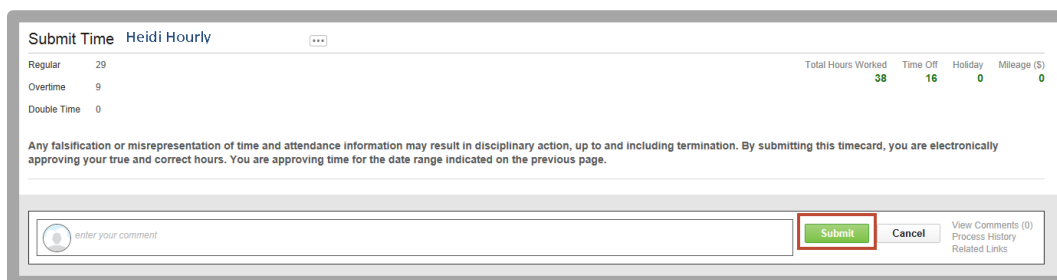 Submit Time Heidi Hourly
Regular 29
Overtime 9
Double Time 0
Total Hours Worked Time Off Holiday Mileage ($)
38 16 0 0
Any falsification or misrepresentation of time and attendance information may result in disciplinary action, up to and including termination. By submitting this timecard, you are electronically
approving your true and correct hours. You are approving time for the date range indicated on the previous page.
enter your comment
Submit
Cancel
View Comments (0)
Process History
Related Links